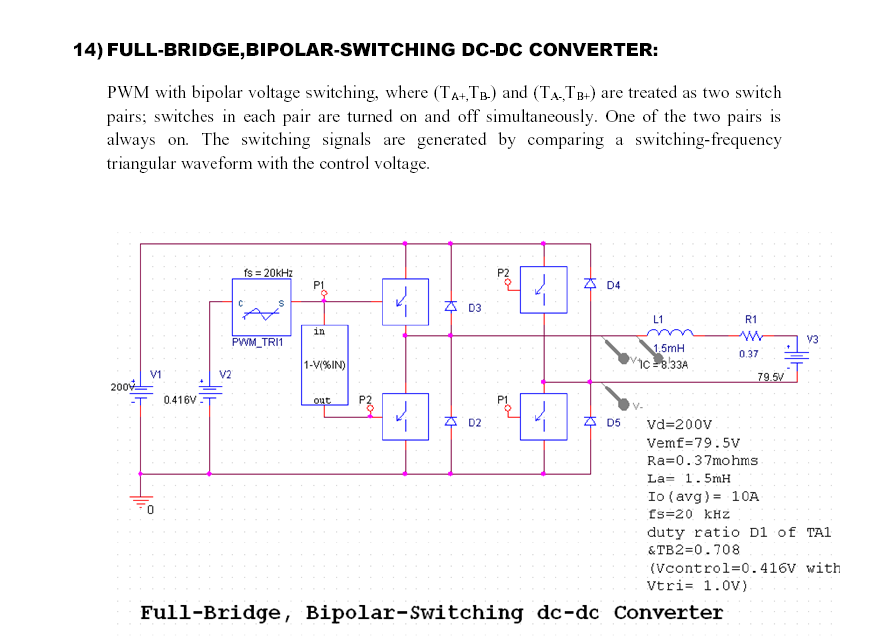 14) FULL-BRIDGE,BIPOLAR-SWITCHING DC-DC CONVERTER:
PWM with bipolar voltage switching, where (TA+,TB-) and (TA-,TB+) are treated as two switch
pairs; switches in each pair are turned on and off simultaneously. One of the two pairs is
always on. The switching signals are generated by comparing a switching-frequency
triangular waveform with the control voltage.
fs = 20kHz
P1
P2
C
S
D3
D4
PWM_TRI1
in
1-V(%IN)
out
L1
1.5mH
IC = 8.33A
V+
R1
0.37
V3
79.5V
V1
200V
V2
0.416V
P2
P1
D2
D5
V-
0
Vd=200V
Vemf=79.5V
Ra=0.37mohms
La= 1.5mH
Io(avg)= 10A
fs=20 kHz
duty ratio D1 of TA1
&TB2=0.708
(Vcontrol=0.416V with
Vtri= 1.0V)
Full-Bridge, Bipolar-Switching dc-dc Converter